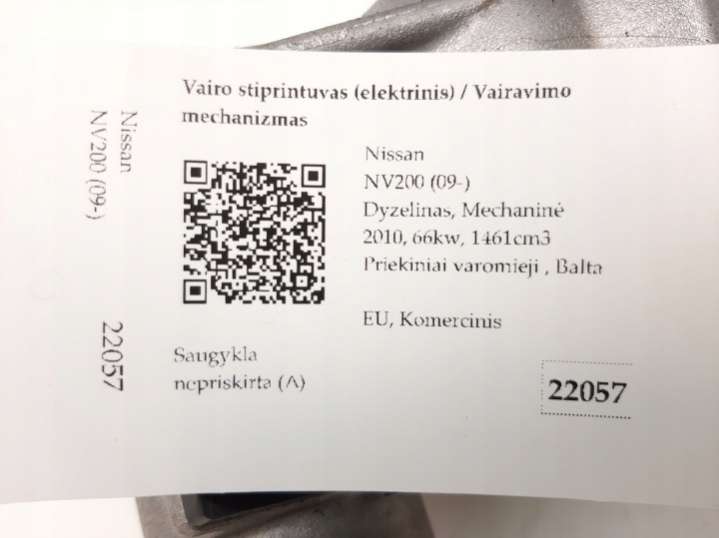 Vairo stiprintuvas (elektrinis) / Vairavimo
mechanizmas
Nissan
NV200 (09-)
Nissan
NV200 (09-)
Dyzelinas, Mechaninė
2010, 66kw, 1461cm3
Priekiniai varomieji , Balta
EU, Komercinis
22057
Saugykla
nepriskirta (A)
22057